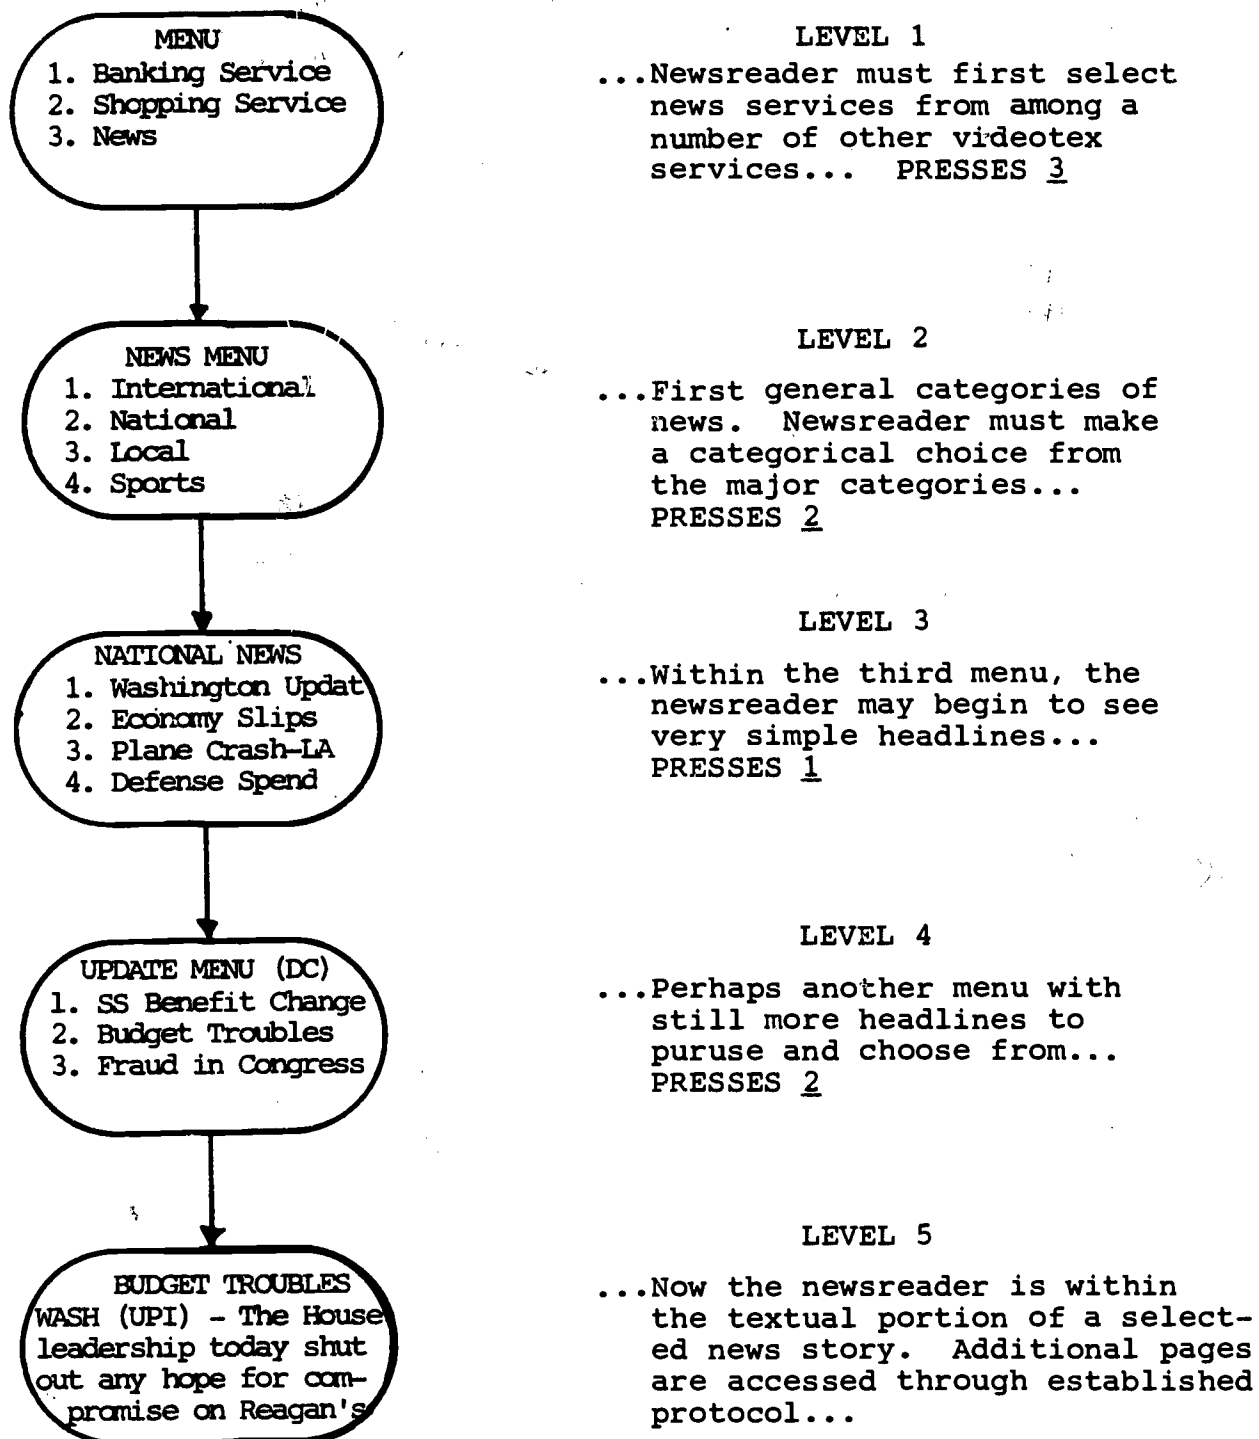 MENU
1. Banking Service
2. Shopping Service
3. News
LEVEL 1
...Newsreader must first select
news services from among a
number of other videotex
services... PRESSES 3
NEWS MENU
1. International
2. National
3. Local
4. Sports
LEVEL 2
...First general categories of
news. Newsreader must make
a categorical choice from
the major categories...
PRESSES 2
NATIONAL NEWS
1. Washington Updat
2. Economy Slips
3. Plane Crash-LA
4. Defense Spend
LEVEL 3
...Within the third menu, the
newsreader may begin to see
very simple headlines...
PRESSES 1
UPDATE MENU (DC)
1. SS Benefit Change
2. Budget Troubles
3. Fraud in Congress
LEVEL 4
...Perhaps another menu with
still more headlines to
puruse and choose from...
PRESSES 2
BUDGET TROUBLES
WASH (UPI) - The House
leadership today shut
out any hope for com-
promise on Reagan's
LEVEL 5
...Now the newsreader is within
the textual portion of a select-
ed news story. Additional pages
are accessed through established
protocol...